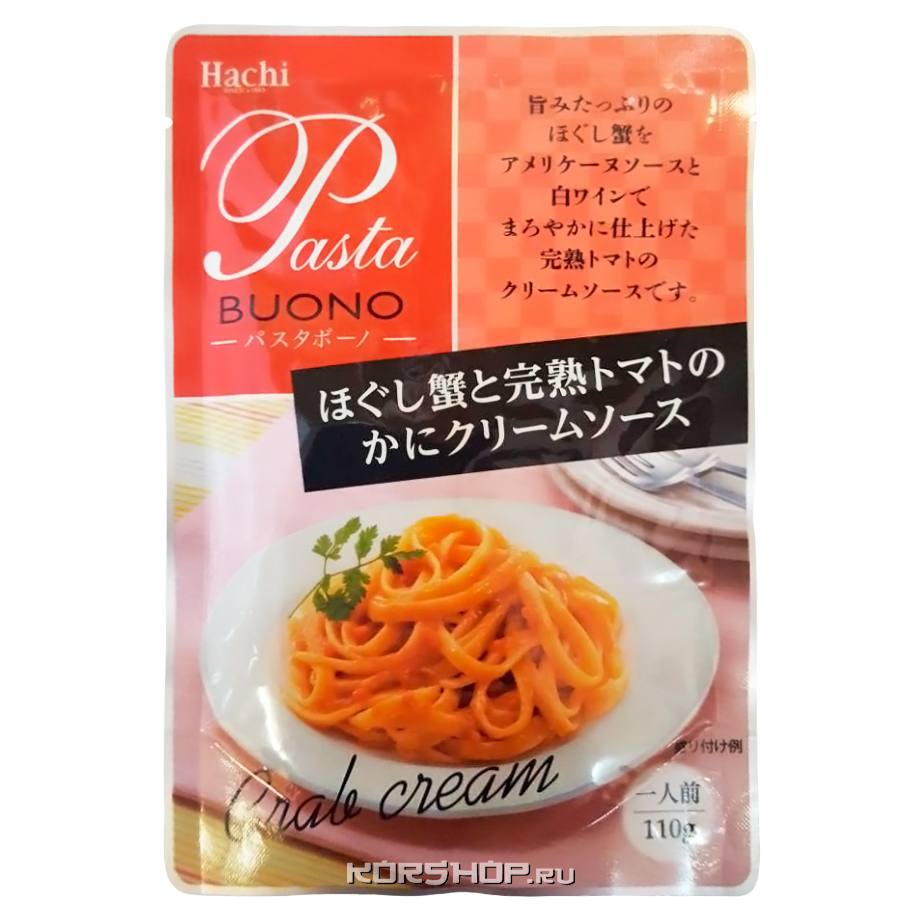 Hachi
SINCE 1845
Pasta
BUONO
パスタボーノ
旨みたっぷりの
ほぐし蟹を
アメリケーヌソースと
白ワインで
まろやかに仕上げた
完熟トマトの
クリームソースです。
ほぐし蟹と完熟トマトの
かにクリームソース
盛り付け例
Crab cream
一人前
110g
KORSHOP.RU